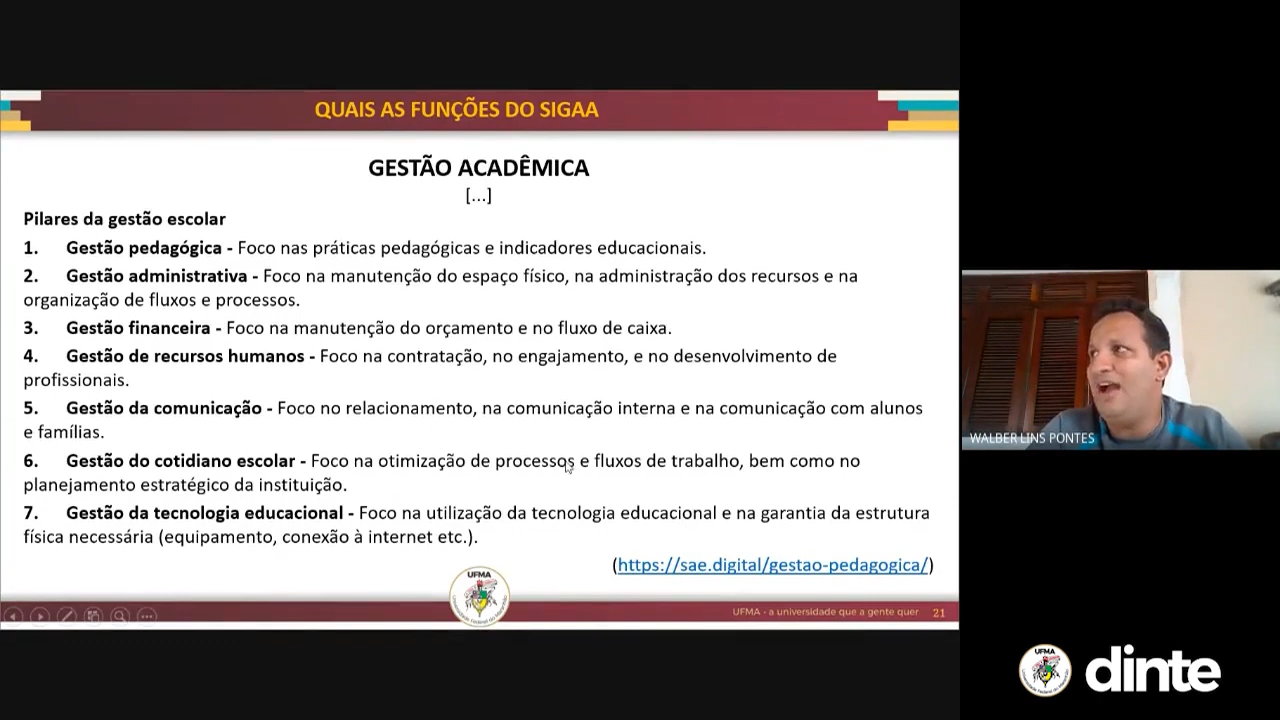 QUAIS AS FUNÇÕES DO SIGAA
GESTÃO ACADÊMICA
[...]
Pilares da gestão escolar
1. Gestão pedagógica - Foco nas práticas pedagógicas e indicadores educacionais.
2. Gestão administrativa - Foco na manutenção do espaço físico, na administração dos recursos e na
organização de fluxos e processos.
3. Gestão financeira - Foco na manutenção do orçamento e no fluxo de caixa.
4. Gestão de recursos humanos - Foco na contratação, no engajamento, e no desenvolvimento de
profissionais.
5. Gestão da comunicação - Foco no relacionamento, na comunicação interna e na comunicação com alunos
e famílias.
6. Gestão do cotidiano escolar - Foco na otimização de processos e fluxos de trabalho, bem como no
planejamento estratégico da instituição.
7. Gestão da tecnologia educacional - Foco na utilização da tecnologia educacional e na garantia da estrutura
física necessária (equipamento, conexão à internet etc.).
(https://sae.digital/gestao-pedagogica/)
UFMA
UFMA - a universidade que a gente quer 21
WALBER LINS PONTES
UFMA
dinte